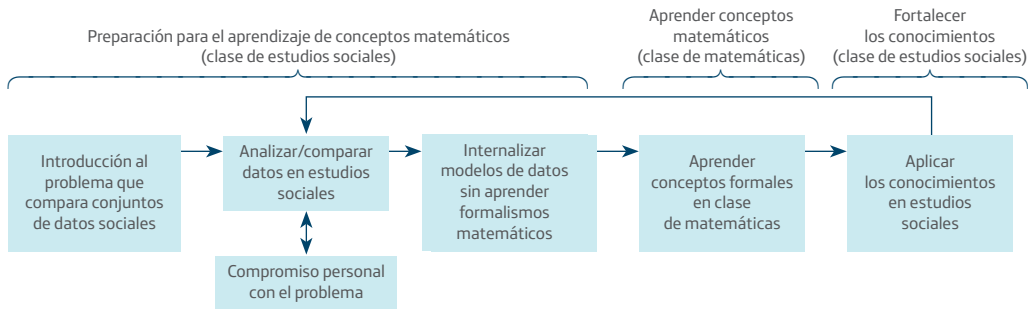 Preparación para el aprendizaje de conceptos matemáticos
(clase de estudios sociales)
Aprender conceptos
matemáticos
(clase de matemáticas)
Fortalecer
los conocimientos
(clase de estudios sociales)
Introducción al
problema que
compara conjuntos
de datos sociales
Analizar/comparar
datos en estudios
sociales
Internalizar
modelos de datos
sin aprender
formalismos
matemáticos
Aprender
conceptos formales
en clase
de matemáticas
Aplicar
los conocimientos
en estudios
sociales
Compromiso personal
con el problema